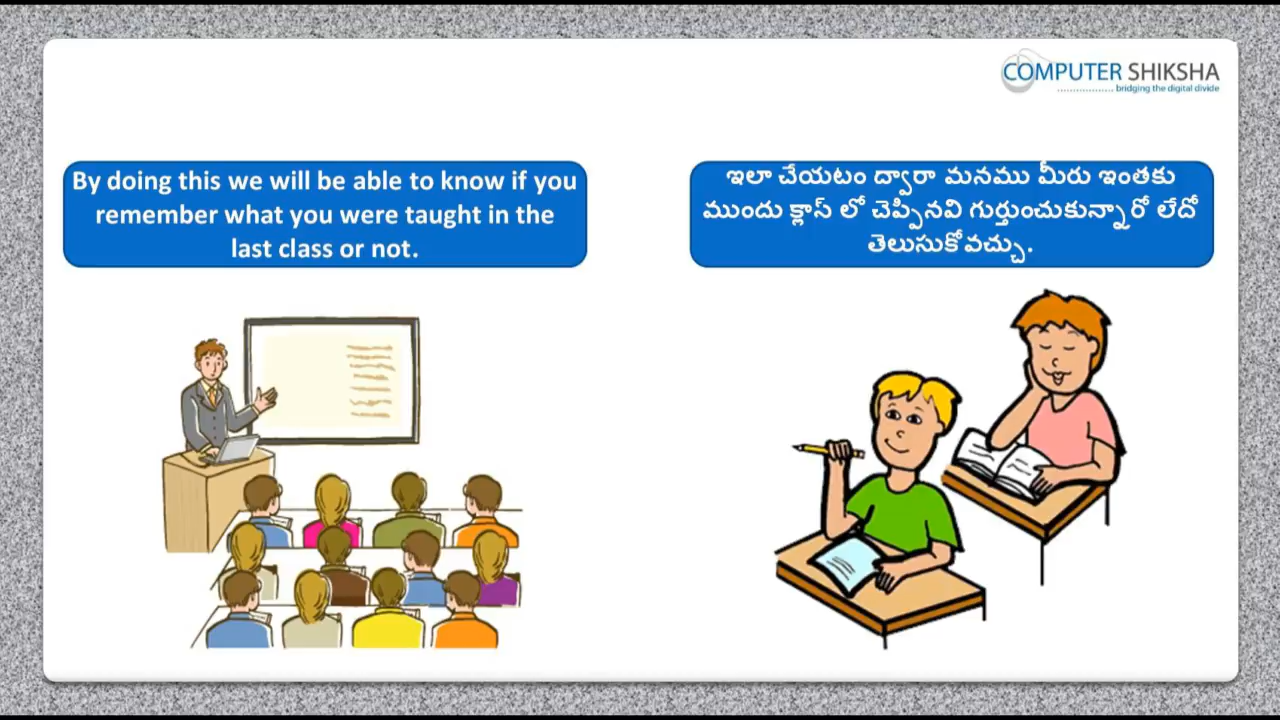 COMPUTER SHIKSHA
bridging the digital divide
By doing this we will be able to know if you
remember what you were taught in the
last class or not.
ఇలా చేయటం ద్వారా మనము మీరు ఇంతకు
ముందు క్లాస్ లో చెప్పినవి గుర్తుంచుకున్నారో లేదో
తెలుసుకోవచ్చు.